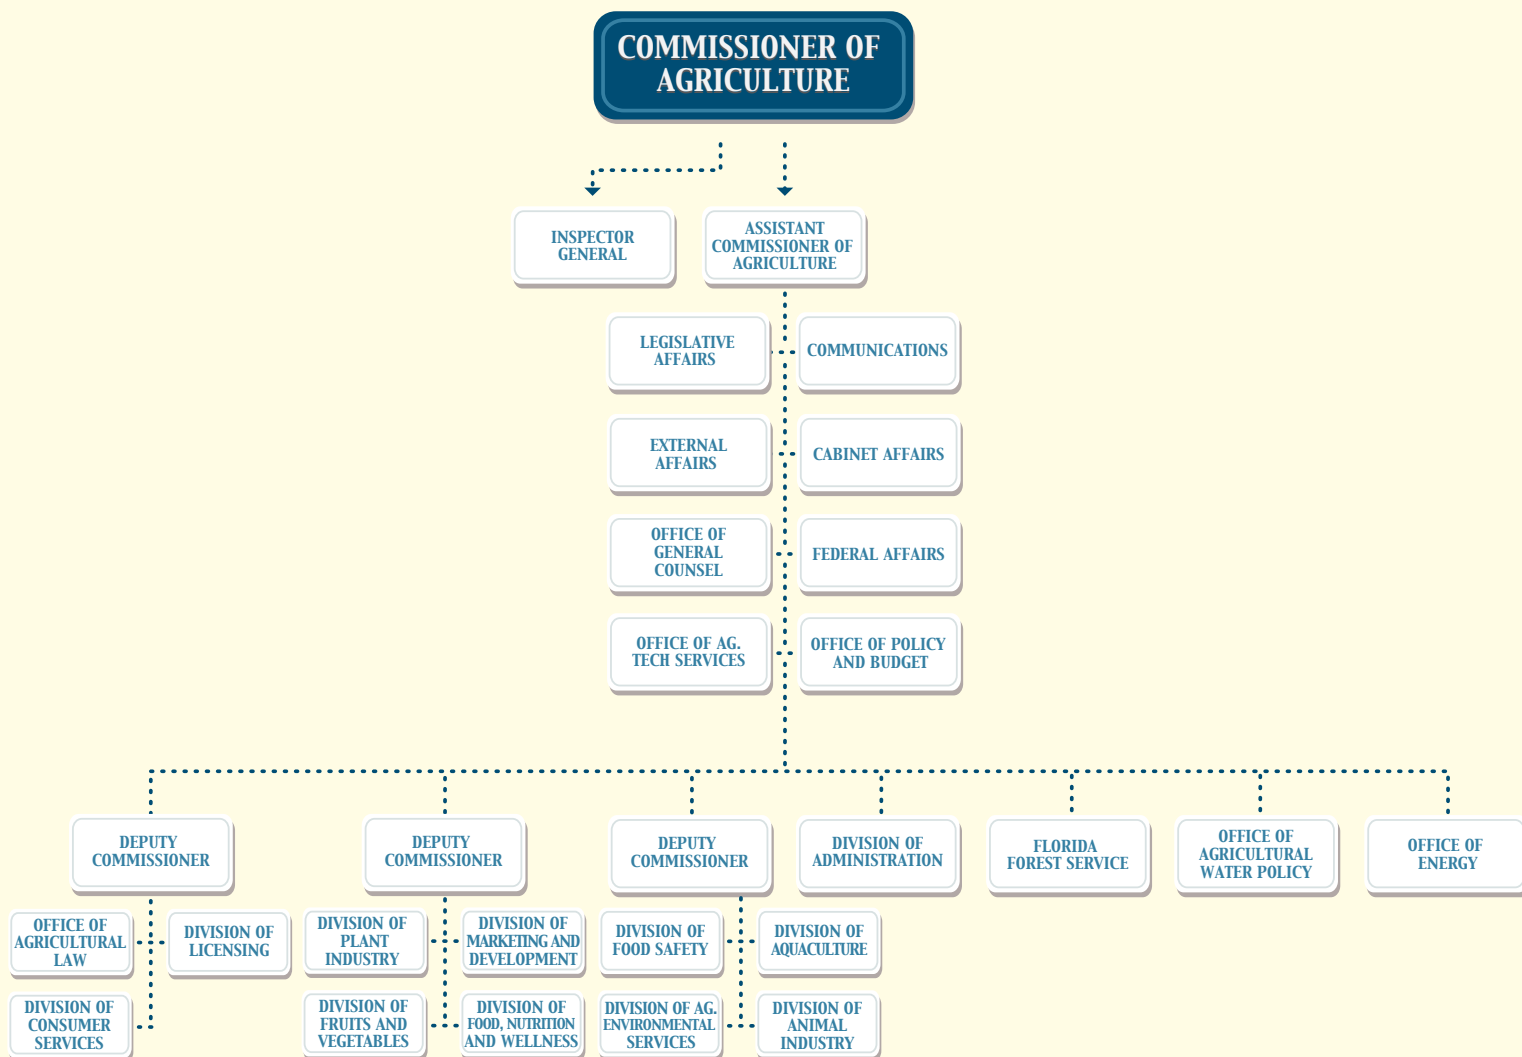 COMMISSIONER OF
AGRICULTURE
INSPECTOR
GENERAL
ASSISTANT
COMMISSIONER OF
AGRICULTURE
LEGISLATIVE
AFFAIRS
COMMUNICATIONS
EXTERNAL
AFFAIRS
CABINET AFFAIRS
OFFICE OF
GENERAL
COUNSEL
FEDERAL AFFAIRS
OFFICE OF AG.
TECH SERVICES
OFFICE OF POLICY
AND BUDGET
DEPUTY
COMMISSIONER
DEPUTY
COMMISSIONER
DEPUTY
COMMISSIONER
DIVISION OF
ADMINISTRATION
FLORIDA
FOREST SERVICE
OFFICE OF
AGRICULTURAL
WATER POLICY
OFFICE OF
ENERGY
OFFICE OF
AGRICULTURAL
LAW
DIVISION OF
LICENSING
DIVISION OF
PLANT
INDUSTRY
DIVISION OF
MARKETING AND
DEVELOPMENT
DIVISION OF
FOOD SAFETY
DIVISION OF
AQUACULTURE
DIVISION OF
CONSUMER
SERVICES
DIVISION OF
FRUITS AND
VEGETABLES
DIVISION OF
FOOD, NUTRITION
AND WELLNESS
DIVISION OF AG.
ENVIRONMENTAL
SERVICES
DIVISION OF
ANIMAL
INDUSTRY